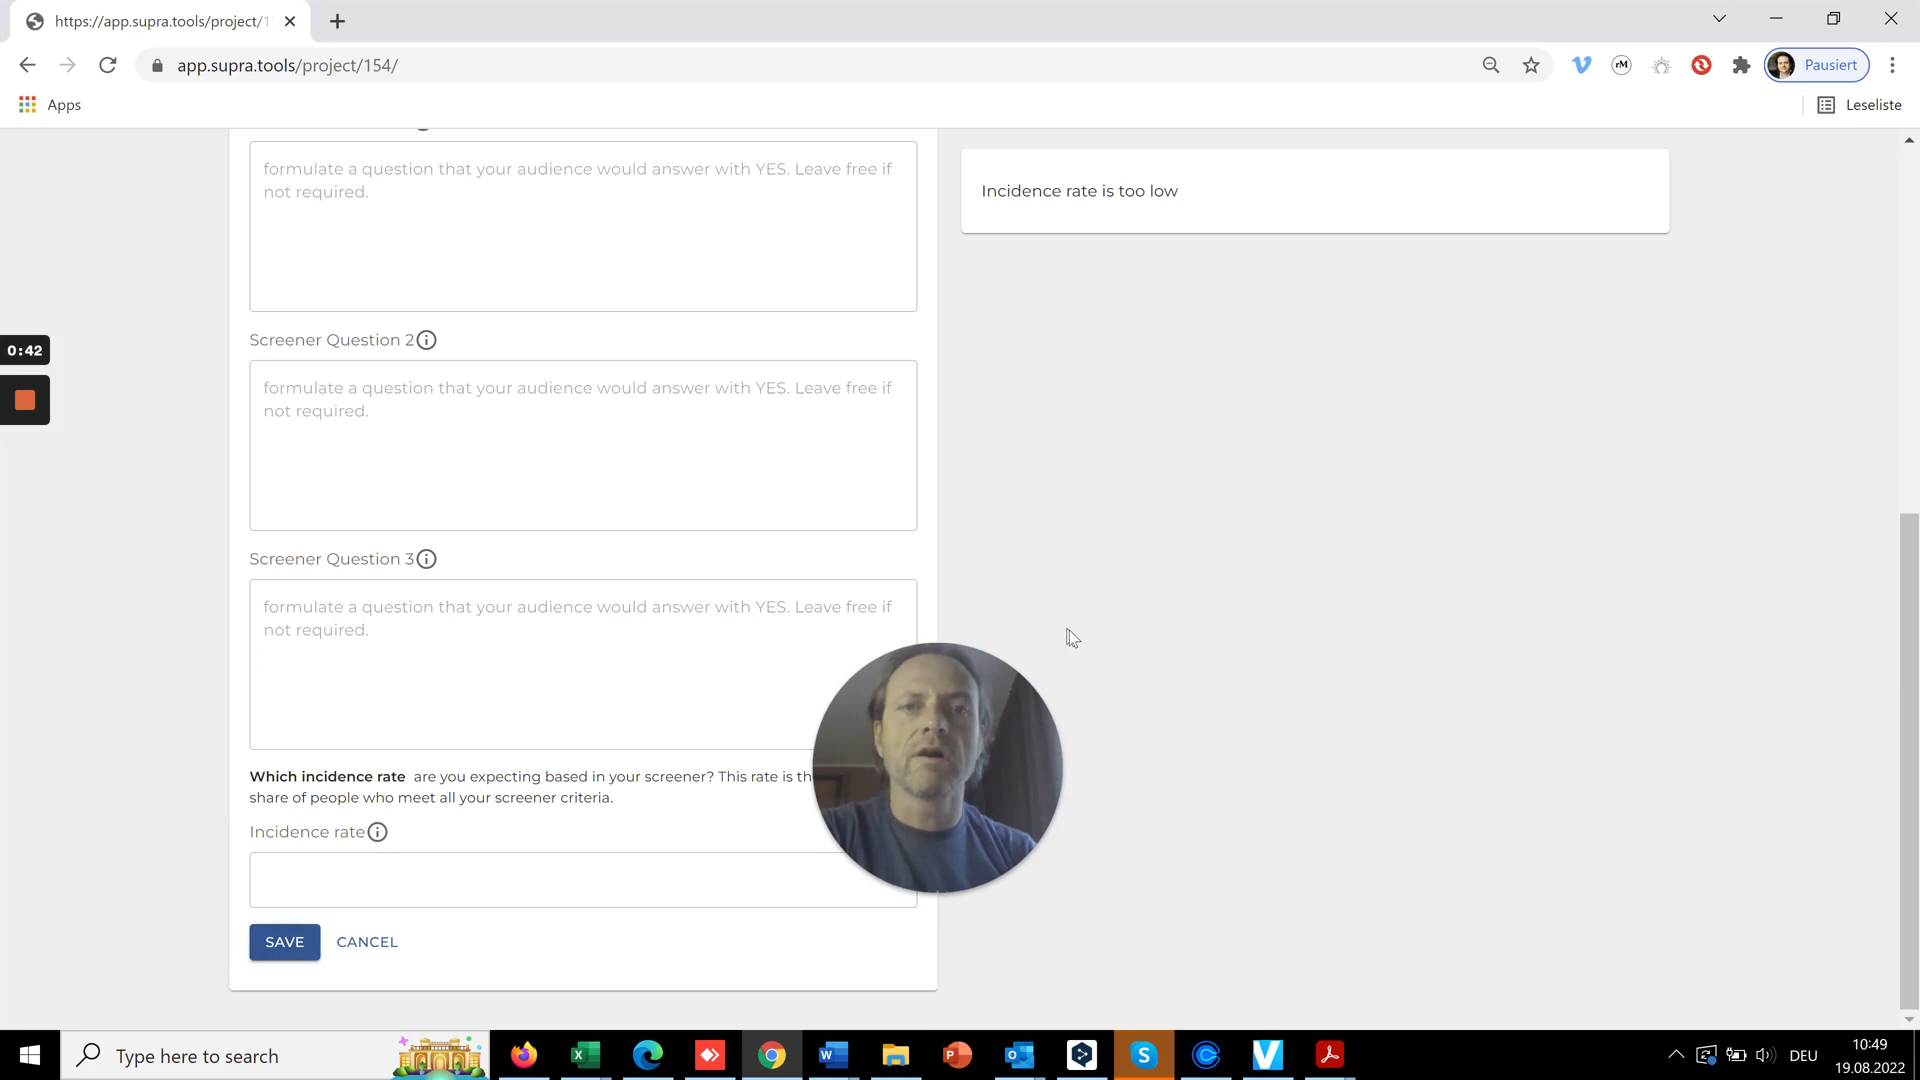 https://app.supra.tools/project/1
app.supra.tools/project/154/
rM
Pausiert
Apps
Leseliste
formulate a question that your audience would answer with YES. Leave free if
not required.
Incidence rate is too low
Screener Question 2
formulate a question that your audience would answer with YES. Leave free if
not required.
0:42
Screener Question 3
formulate a question that your audience would answer with YES. Leave free if
not required.
Which incidence rate are you expecting based in your screener? This rate is th
share of people who meet all your screener criteria.
Incidence rate
SAVE
CANCEL
Type here to search
DEU
10:49
19.08.2022